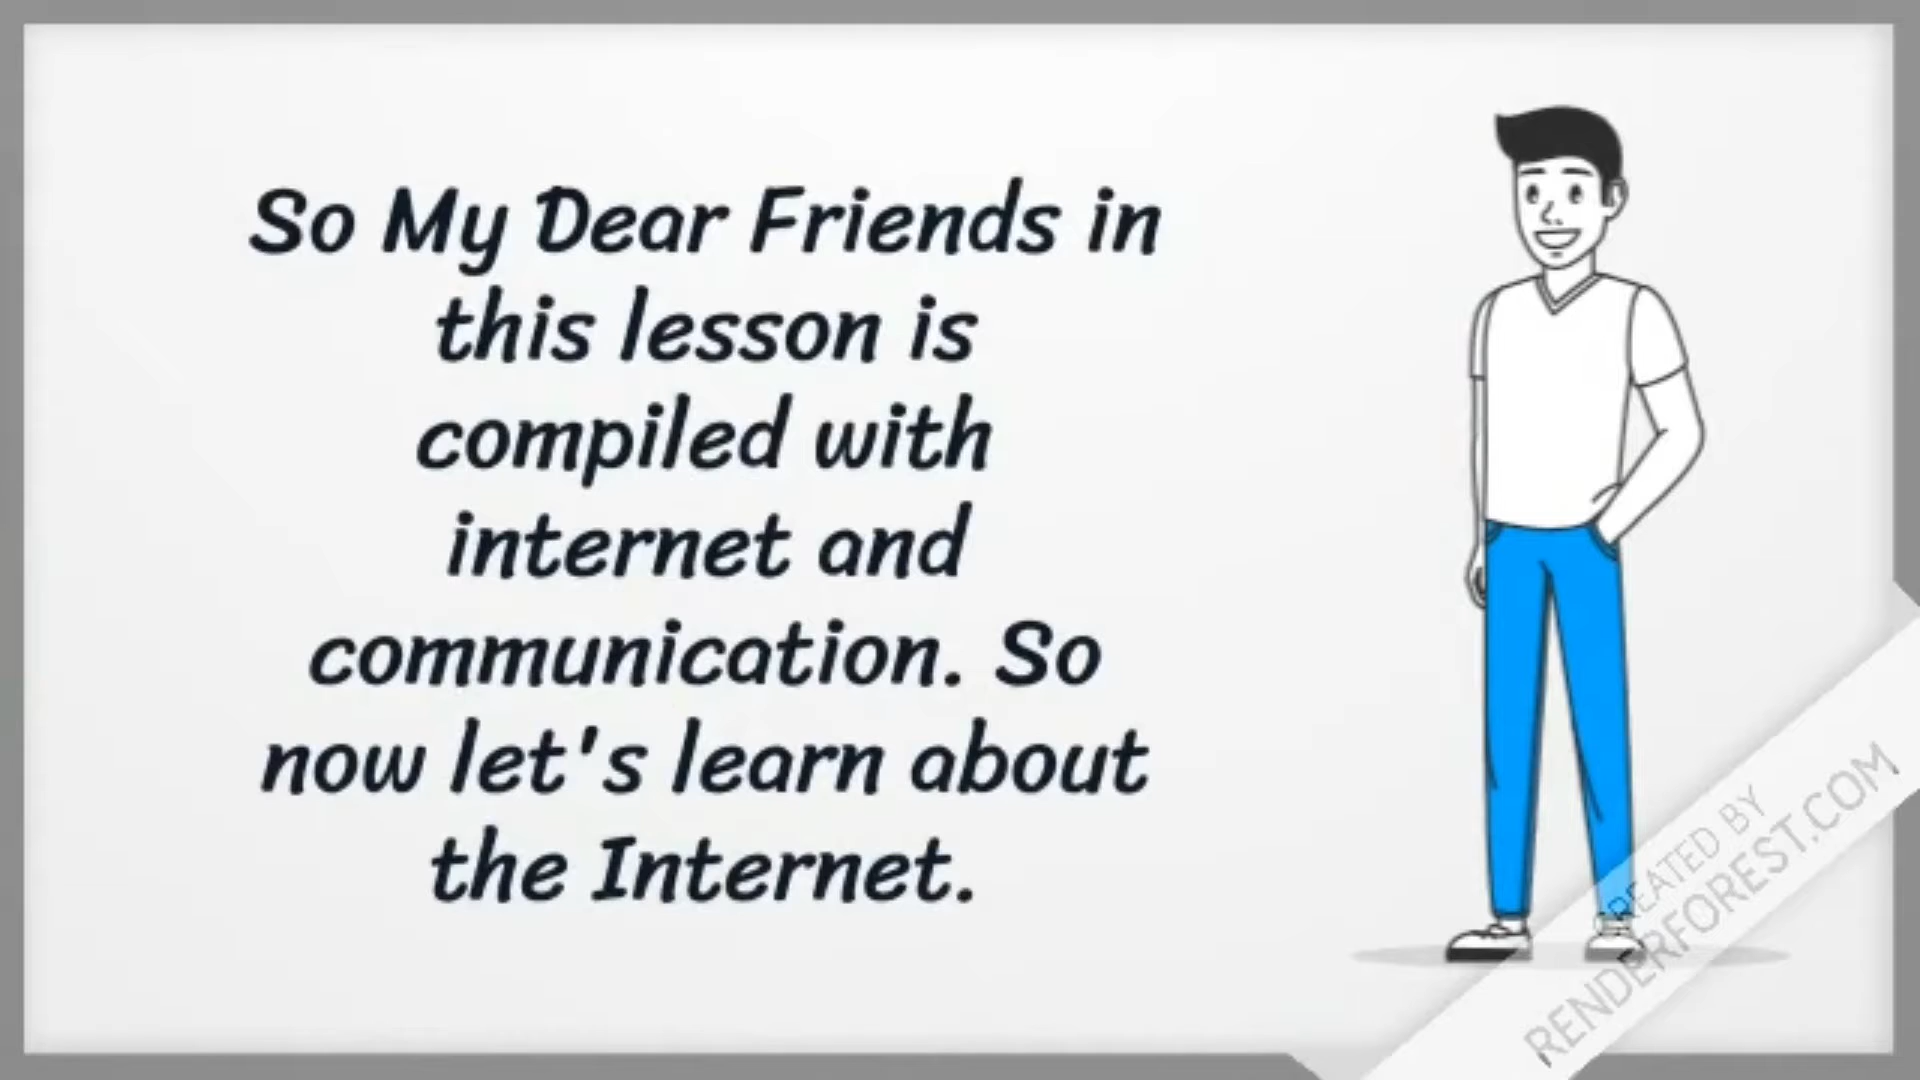 So My Dear Friends in
this lesson is
compiled with
internet and
communication. So
now let's learn about
the Internet.
CREATED BY
RENDERFOREST.COM